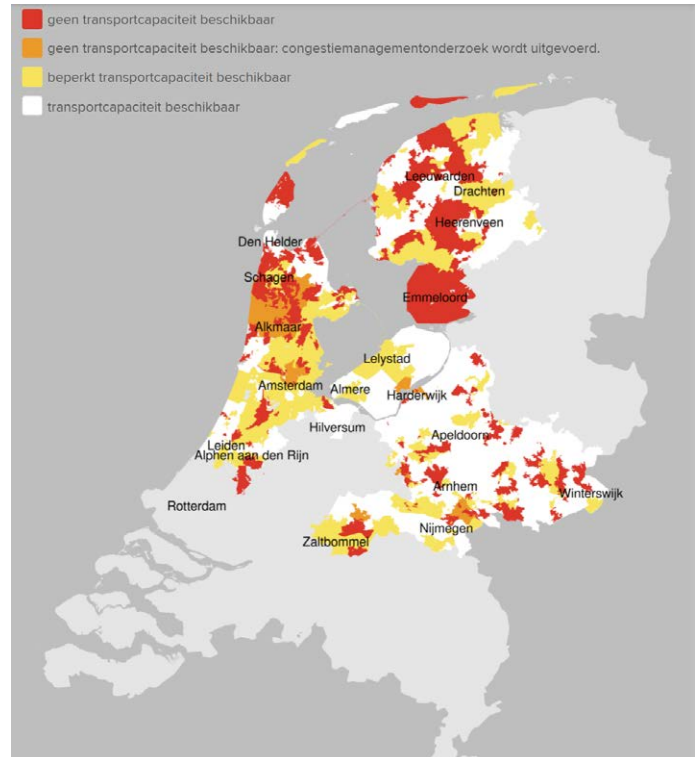 geen transportcapaciteit beschikbaar
geen transportcapaciteit beschikbaar: congestiemanagementonderzoek wordt uitgevoerd.
beperkt transportcapaciteit beschikbaar
transportcapaciteit beschikbaar
Leeuwarden
Drachten
Heerenveen
Den Helder
Schagen
Emmeloord
Alkmaar
Lelystad
Amsterdam
Almere
Harderwijk
Hilversum
Apeldoorn
Leiden
Alphen aan den Rijn
Arnhem
Winterswijk
Rotterdam
Nijmegen
Zaltbommel